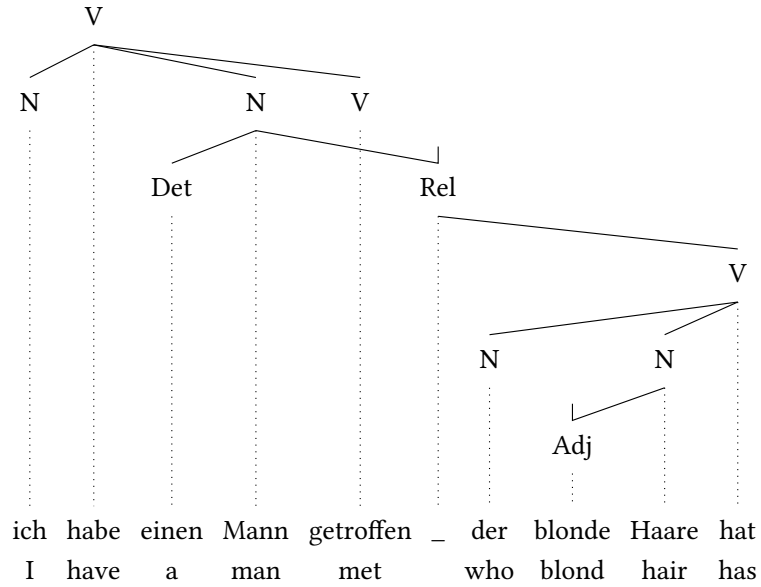 V
N N V
Det Rel
V
N N
Adj
ich habe einen Mann getroffen _ der blonde Haare hat
I have a man met who blond hair has